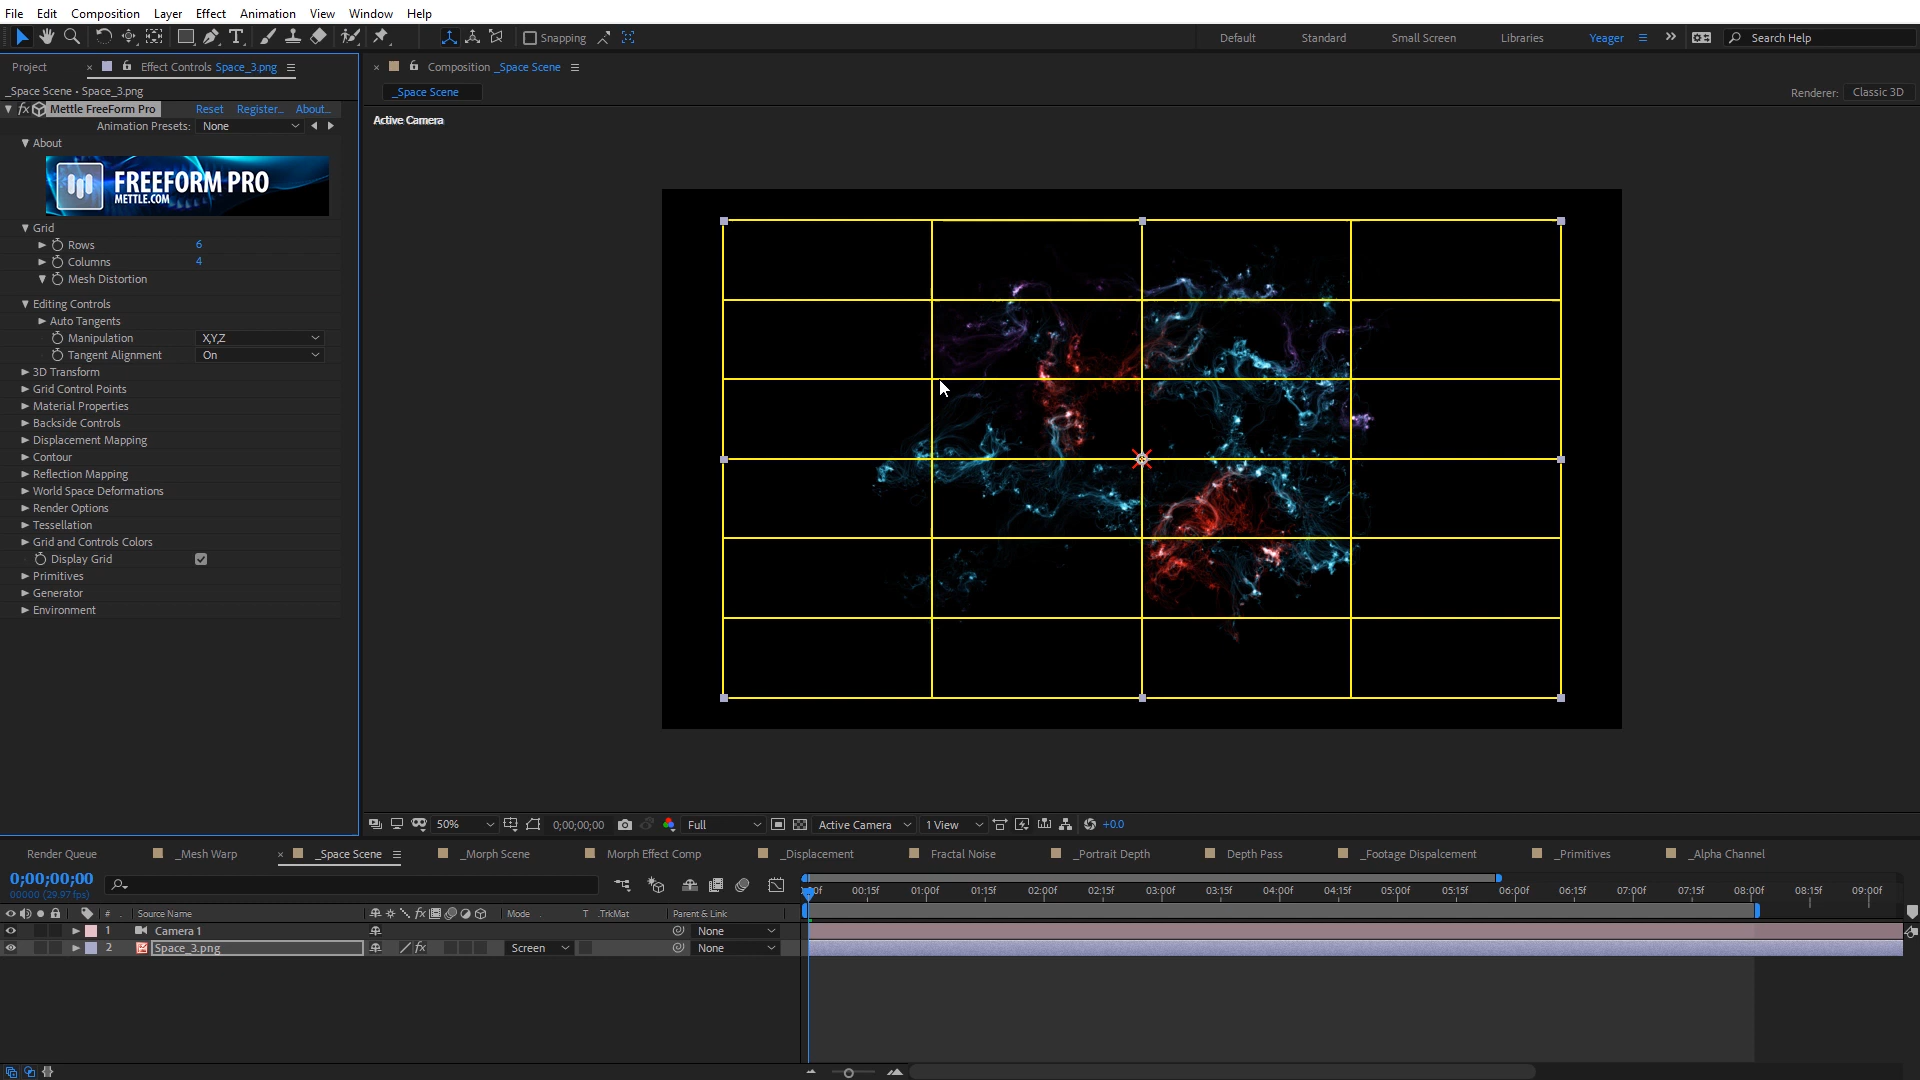 File Edit Composition Layer Effect Animation View Window Help
Snapping Default Standard Small Screen Libraries Yeager Search Help
Project Effect Controls Space_3.png
_Space Scene • Space_3.png
Mettle FreeForm Pro Reset Register... About...
Animation Presets: None
About
FREEFORM PRO
METTLE.COM
Grid
Rows 6
Columns 4
Mesh Distortion
Editing Controls
Auto Tangents
Manipulation X,Y,Z
Tangent Alignment On
3D Transform
Grid Control Points
Material Properties
Backside Controls
Displacement Mapping
Contour
Reflection Mapping
World Space Deformations
Render Options
Tessellation
Grid and Controls Colors
Display Grid
Primitives
Generator
Environment
Composition _Space Scene
_Space Scene
Renderer: Classic 3D
Active Camera
50% 0;00;00;00 Full Active Camera 1 View +0.0
Render Queue _Mesh Warp _Space Scene _Morph Scene Morph Effect Comp _Displacement Fractal Noise _Portrait Depth Depth Pass _Footage Dispalcement _Primitives _Alpha Channel
0;00;00;00
00000 (29.97 fps)
00:15f 01:00f 01:15f 02:00f 02:15f 03:00f 03:15f 04:00f 04:15f 05:00f 05:15f 06:00f 06:15f 07:00f 07:15f 08:00f 08:15f 09:00f
# Source Name Mode T .TrkMat Parent & Link
1 Camera 1 None
2 Space_3.png Screen None